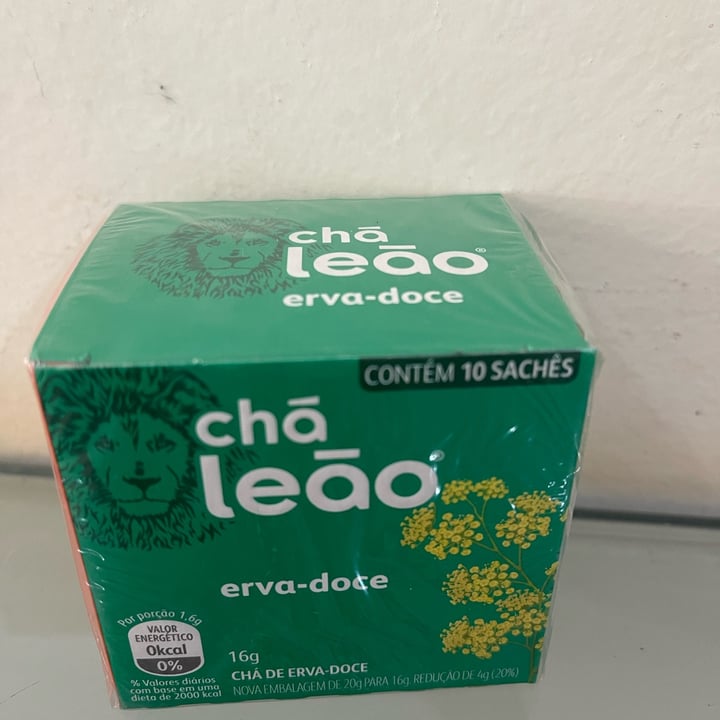 chá
leão®
erva-doce
CONTÉM 10 SACHÊS
chá
leão®
erva-doce
Por porção 1,6g
VALOR
ENERGÉTICO
0kcal
0%
% Valores diários
com base em uma
dieta de 2000 kcal
16g
CHÁ DE ERVA-DOCE
NOVA EMBALAGEM DE 20g PARA 16g. REDUÇÃO DE 4g (20%)